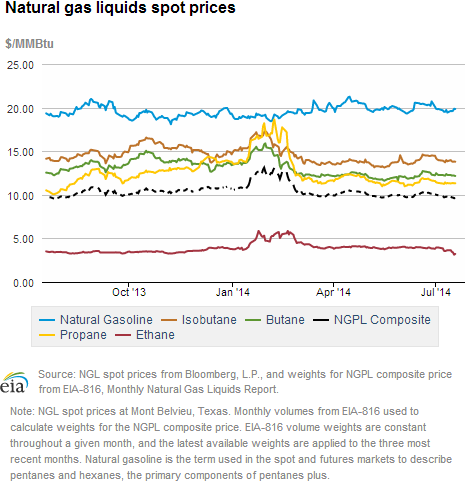 Natural gas liquids spot prices
$/MMBtu
25.00
20.00
15.00
10.00
5.00
0.00
Oct '13 Jan '14 Apr '14 Jul '14
Natural Gasoline Isobutane Butane NGPL Composite
Propane Ethane
eia
Source: NGL spot prices from Bloomberg, L.P., and weights for NGPL composite price
from EIA-816, Monthly Natural Gas Liquids Report.
Note: NGL spot prices at Mont Belvieu, Texas. Monthly volumes from EIA-816 used to
calculate weights for the NGPL composite price. EIA-816 volume weights are constant
throughout a given month, and the latest available weights are applied to the three most
recent months. Natural gasoline is the term used in the spot and futures markets to describe
pentanes and hexanes, the primary components of pentanes plus.